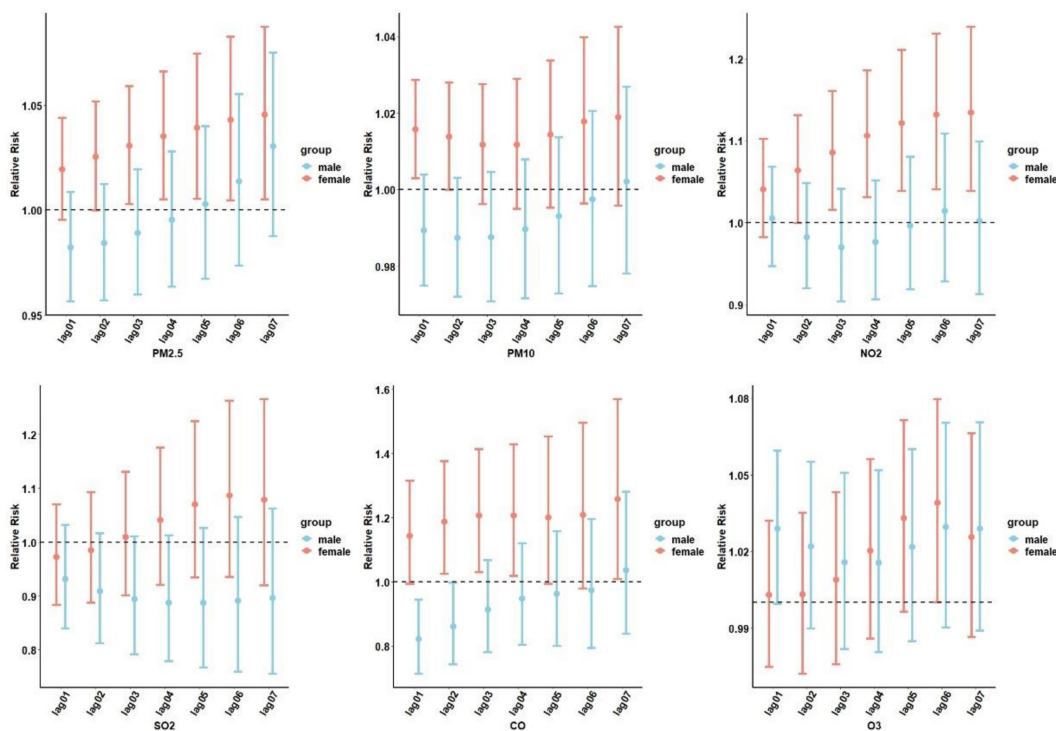 Relative Risk
1.05
1.00
0.95
lag01
lag02
lag03
lag04
lag05
lag06
lag07
PM2.5
group
male
female
Relative Risk
1.04
1.02
1.00
0.98
lag01
lag02
lag03
lag04
lag05
lag06
lag07
PM10
group
male
female
Relative Risk
1.2
1.1
1.0
0.9
lag01
lag02
lag03
lag04
lag05
lag06
lag07
NO2
group
male
female
Relative Risk
1.2
1.1
1.0
0.9
0.8
lag01
lag02
lag03
lag04
lag05
lag06
lag07
SO2
group
male
female
Relative Risk
1.6
1.4
1.2
1.0
0.8
lag01
lag02
lag03
lag04
lag05
lag06
lag07
CO
group
male
female
Relative Risk
1.08
1.05
1.02
0.99
lag01
lag02
lag03
lag04
lag05
lag06
lag07
O3
group
male
female